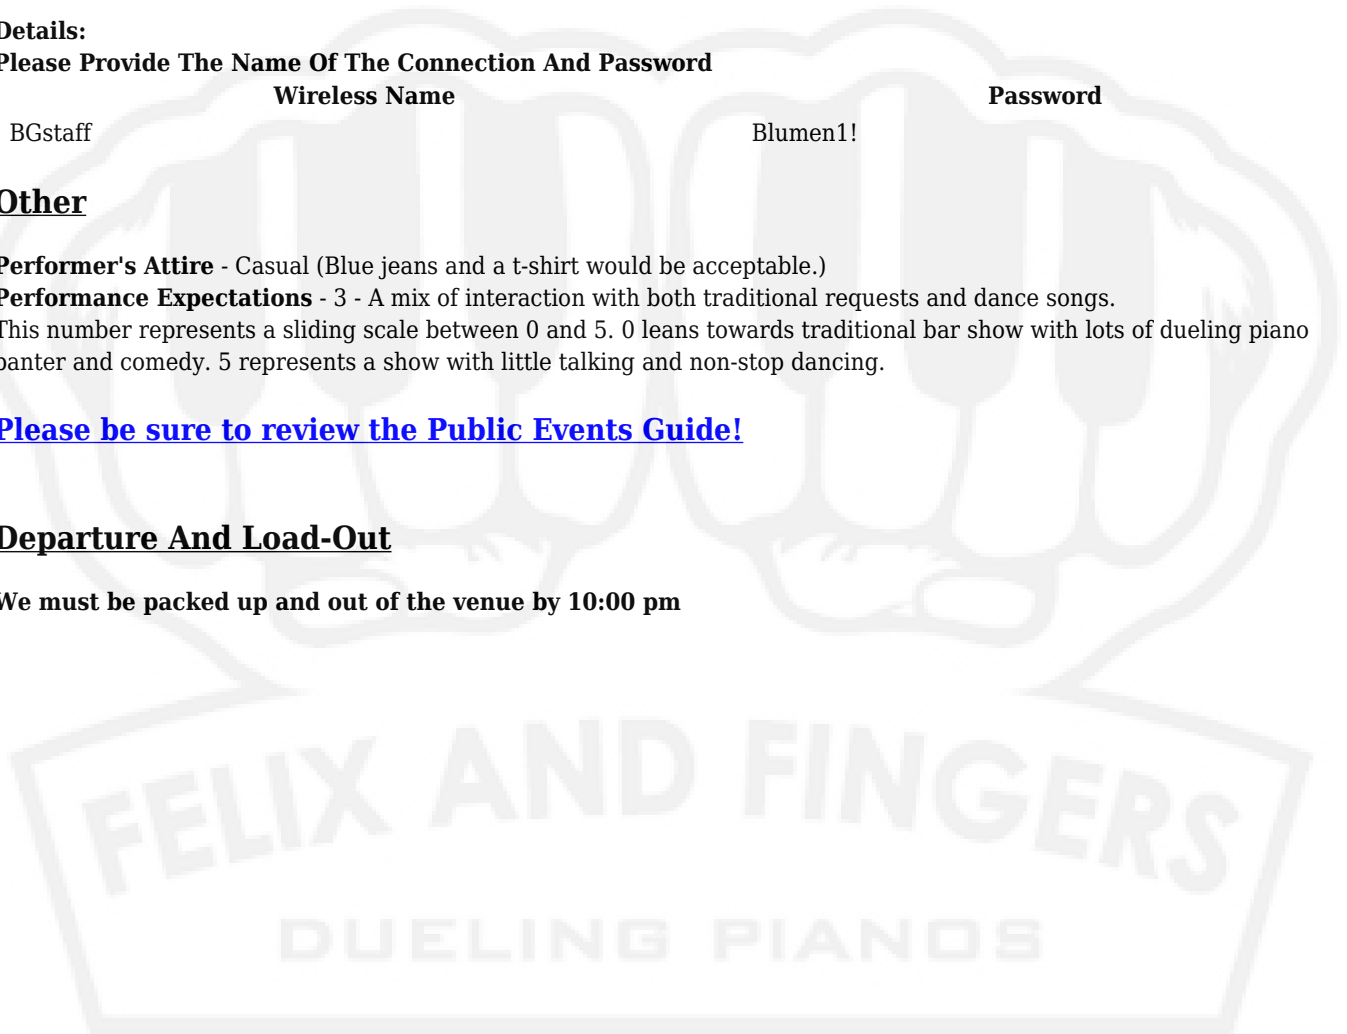 Details:
Please Provide The Name Of The Connection And Password
Wireless Name Password
BGstaff Blumen1!
Other
Performer's Attire - Casual (Blue jeans and a t-shirt would be acceptable.)
Performance Expectations - 3 - A mix of interaction with both traditional requests and dance songs.
This number represents a sliding scale between 0 and 5. 0 leans towards traditional bar show with lots of dueling piano
banter and comedy. 5 represents a show with little talking and non-stop dancing.
Please be sure to review the Public Events Guide!
Departure And Load-Out
We must be packed up and out of the venue by 10:00 pm
FELIX AND FINGERS
DUELING PIANOS